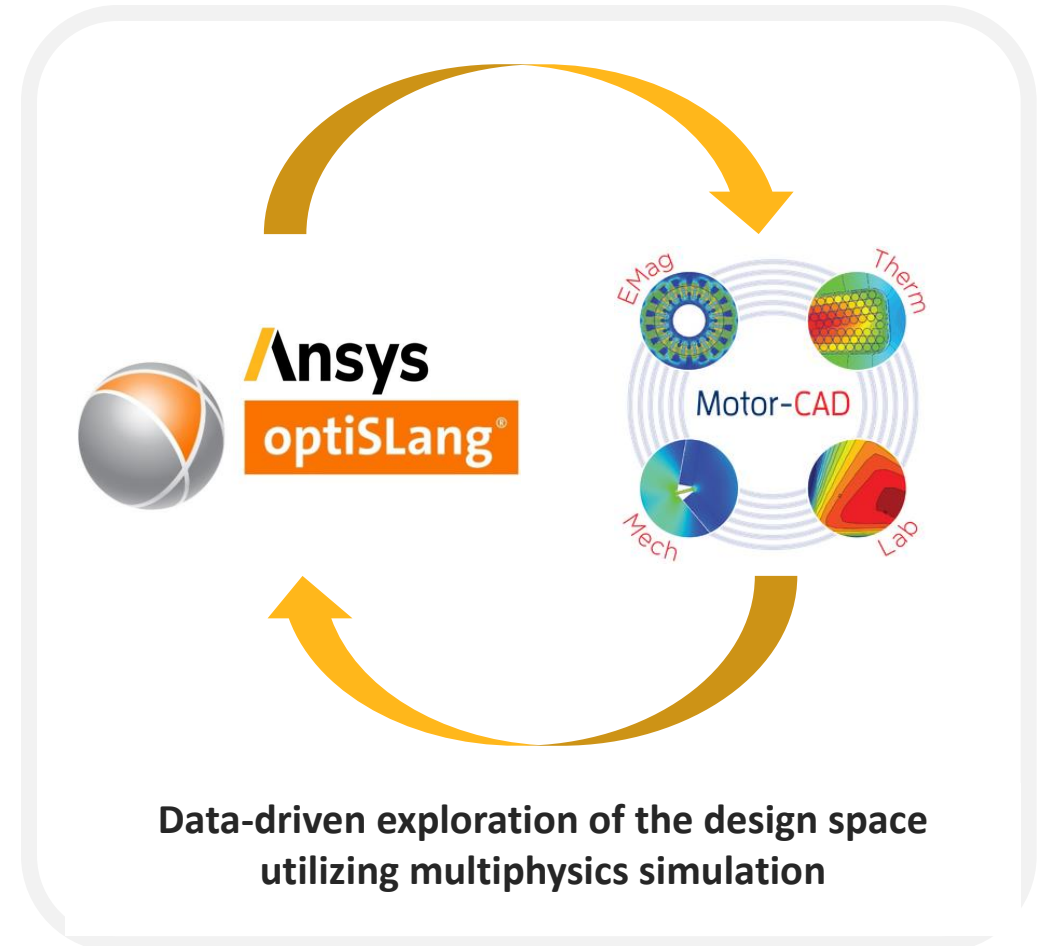 EMag
Therm
Ansys
optiSLang®
Motor-CAD
Mech
Lab
Data-driven exploration of the design space
utilizing multiphysics simulation